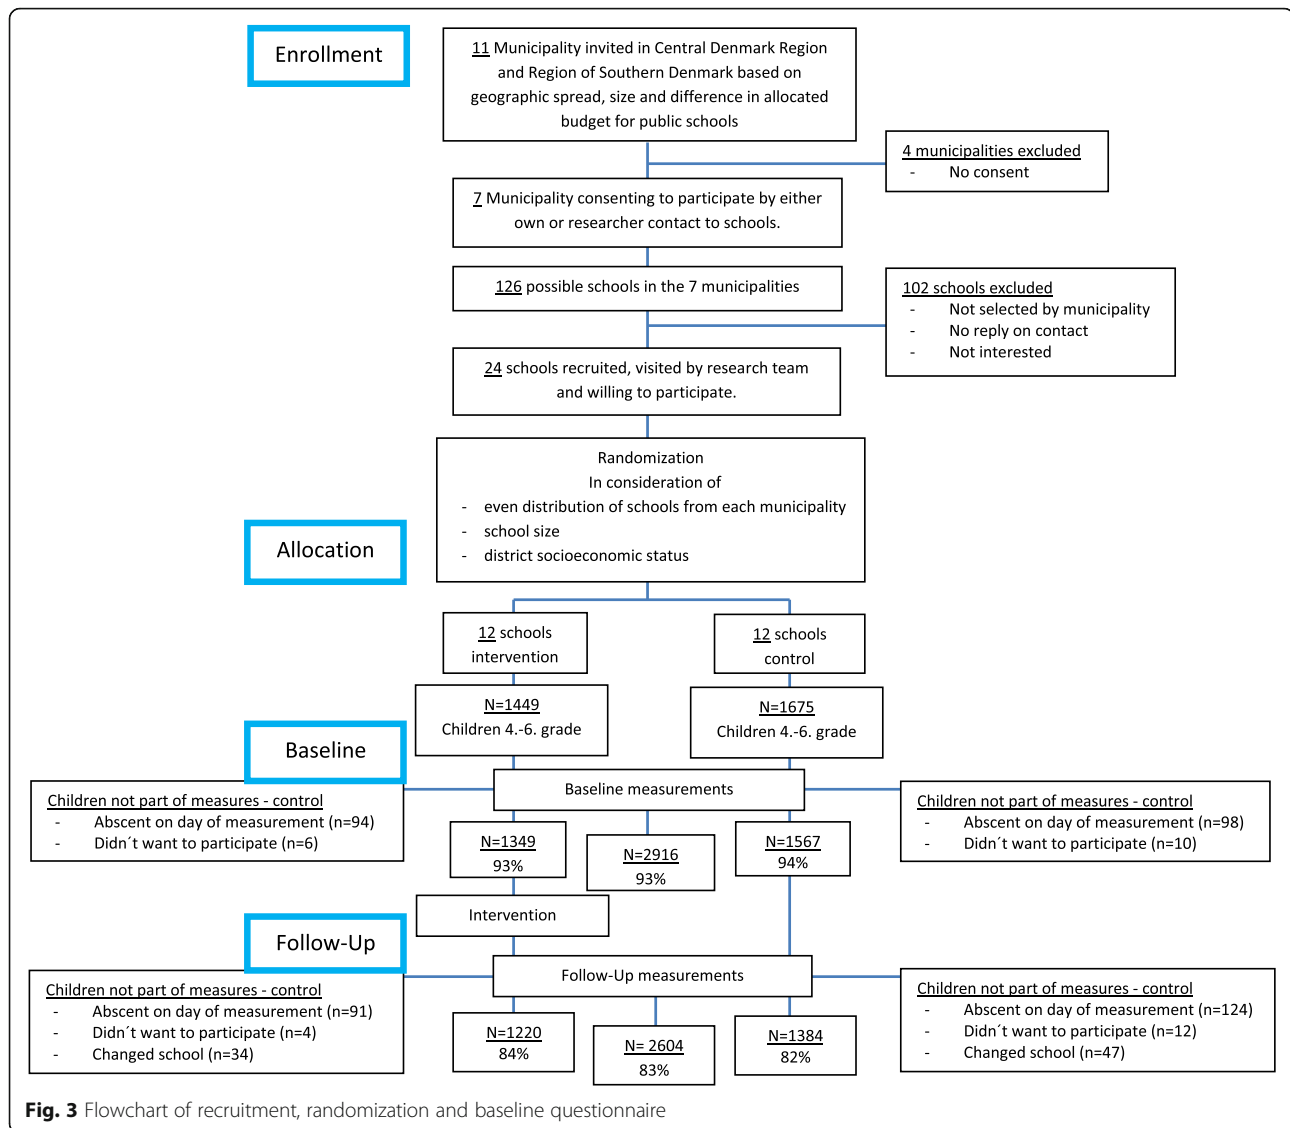 Enrollment
11 Municipality invited in Central Denmark Region
and Region of Southern Denmark based on
geographic spread, size and difference in allocated
budget for public schools
4 municipalities excluded
- No consent
7 Municipality consenting to participate by either
own or researcher contact to schools.
126 possible schools in the 7 municipalities
102 schools excluded
- Not selected by municipality
- No reply on contact
- Not interested
24 schools recruited, visited by research team
and willing to participate.
Randomization
In consideration of
- even distribution of schools from each municipality
- school size
- district socioeconomic status
Allocation
12 schools
intervention
12 schools
control
N=1449
Children 4.-6. grade
N=1675
Children 4.-6. grade
Baseline
Baseline measurements
Children not part of measures - control
- Abscent on day of measurement (n=94)
- Didn´t want to participate (n=6)
Children not part of measures - control
- Abscent on day of measurement (n=98)
- Didn´t want to participate (n=10)
N=1349
93%
N=2916
93%
N=1567
94%
Intervention
Follow-Up
Follow-Up measurements
Children not part of measures - control
- Abscent on day of measurement (n=91)
- Didn´t want to participate (n=4)
- Changed school (n=34)
Children not part of measures - control
- Abscent on day of measurement (n=124)
- Didn´t want to participate (n=12)
- Changed school (n=47)
N=1220
84%
N= 2604
83%
N=1384
82%
Fig. 3 Flowchart of recruitment, randomization and baseline questionnaire